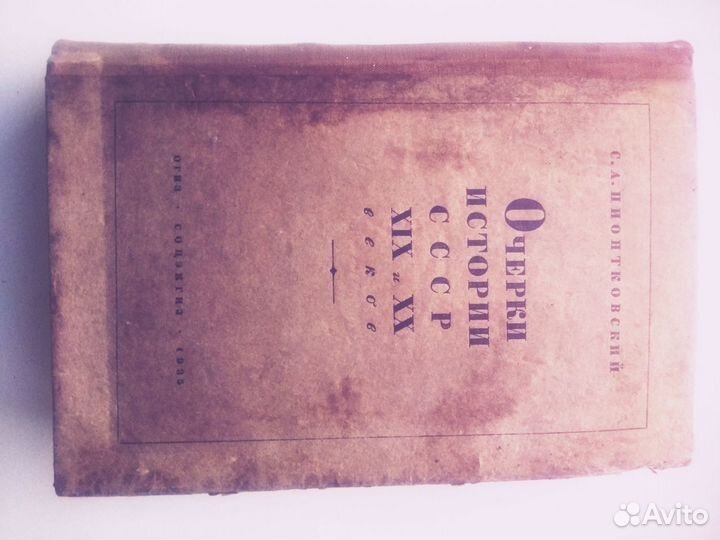 С. А. ПИОНТКОВСКИЙ
ОЧЕРКИ
ИСТОРИИ
СССР
XIX и XX
веков
ОГИЗ · СОЦЭКГИЗ · 1935
Avito